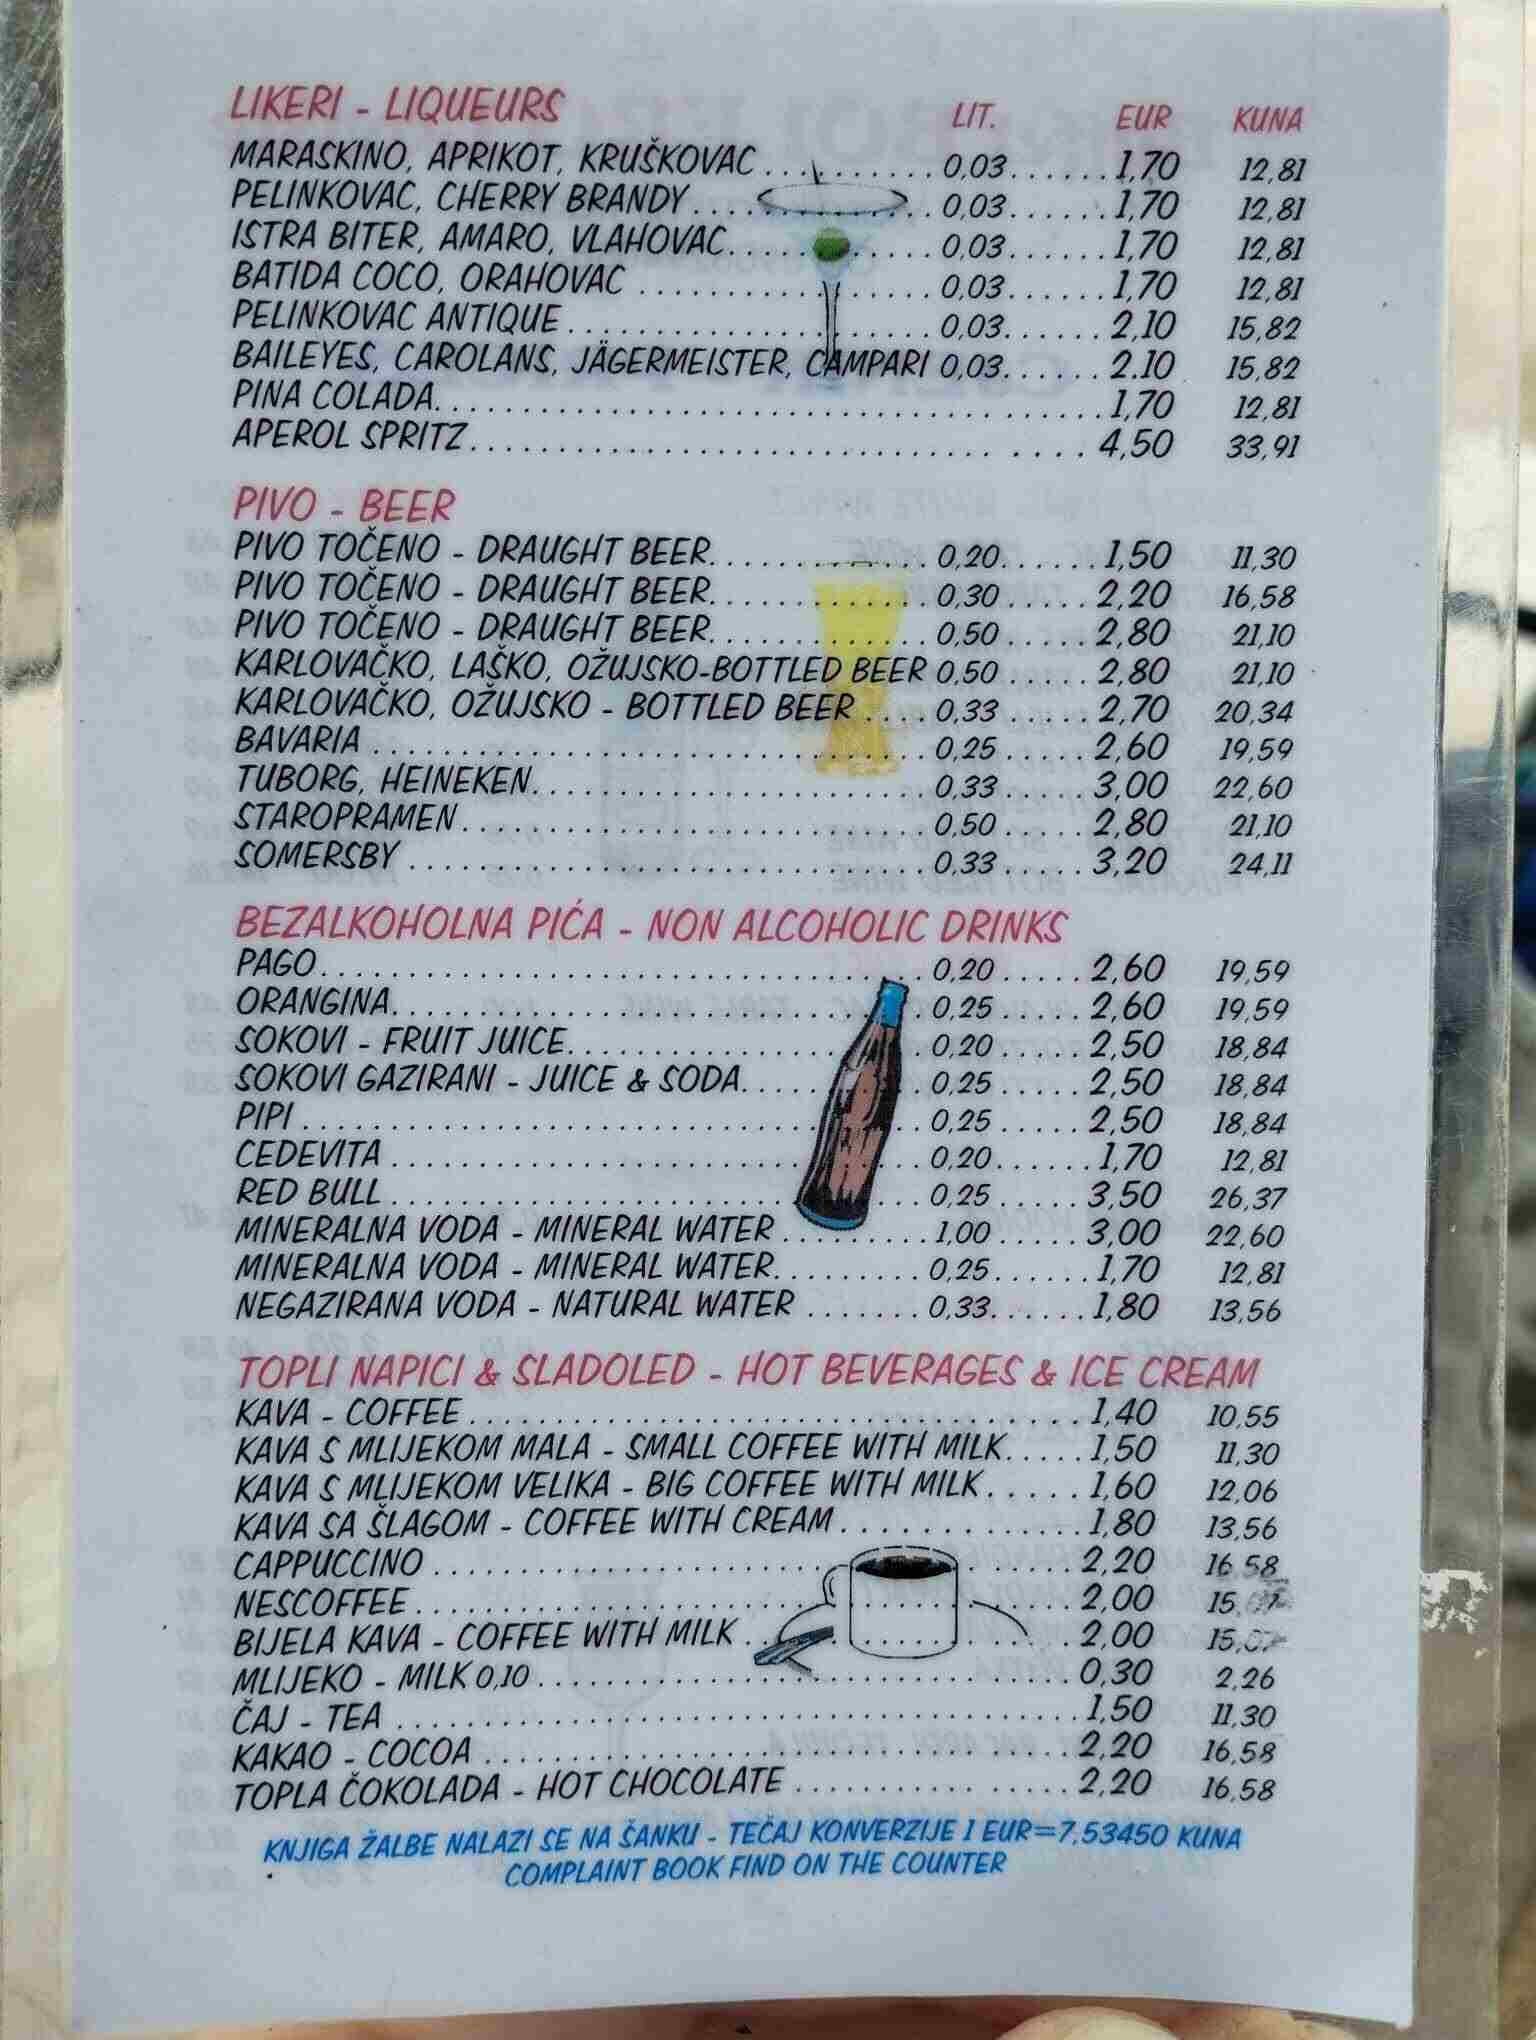 LIKERI - LIQUEURS LIT. EUR KUNA
MARASKINO, APRIKOT, KRUŠKOVAC.......... 0,03......1,70 12,81
PELINKOVAC, CHERRY BRANDY.............. 0,03......1,70 12,81
ISTRA BITER, AMARO, VLAHOVAC........... 0,03......1,70 12,81
BATIDA COCO, ORAHOVAC ................. 0,03......1,70 12,81
PELINKOVAC ANTIQUE..................... 0,03......2,10 15,82
BAILEYES, CAROLANS, JÄGERMEISTER, CAMPARI 0,03......2.10 15,82
PINA COLADA..................................1,70 12,81
APEROL SPRITZ................................4,50 33,91
PIVO - BEER
PIVO TOČENO - DRAUGHT BEER............. 0,20......1,50 11,30
PIVO TOČENO - DRAUGHT BEER............. 0,30.....2,20 16,58
PIVO TOČENO - DRAUGHT BEER............. 0,50.....2,80 21,10
KARLOVAČKO, LAŠKO, OŽUJSKO-BOTTLED BEER 0,50.....2,80 21,10
KARLOVAČKO, OŽUJSKO - BOTTLED BEER .... 0,33.....2,70 20,34
BAVARIA ............................... 0,25.....2,60 19,59
TUBORG, HEINEKEN....................... 0,33.....3,00 22,60
STAROPRAMEN............................ 0,50.....2,80 21,10
SOMERSBY .............................. 0,33.....3,20 24,11
BEZALKOHOLNA PIĆA - NON ALCOHOLIC DRINKS
PAGO................................... 0,20.....2,60 19,59
ORANGINA............................... 0,25.....2,60 19,59
SOKOVI - FRUIT JUICE................... 0,20.....2,50 18,84
SOKOVI GAZIRANI - JUICE & SODA......... 0,25.....2,50 18,84
PIPI................................... 0,25.....2,50 18,84
CEDEVITA............................... 0,20......1,70 12,81
RED BULL............................... 0,25.....3,50 26,37
MINERALNA VODA - MINERAL WATER ........ 1,00.....3,00 22,60
MINERALNA VODA - MINERAL WATER......... 0,25......1,70 12,81
NEGAZIRANA VODA - NATURAL WATER ....... 0,33......1,80 13,56
TOPLI NAPICI & SLADOLED - HOT BEVERAGES & ICE CREAM
KAVA - COFFEE................................1,40 10,55
KAVA S MLIJEKOM MALA - SMALL COFFEE WITH MILK.....1,50 11,30
KAVA S MLIJEKOM VELIKA - BIG COFFEE WITH MILK.....1,60 12,06
KAVA SA ŠLAGOM - COFFEE WITH CREAM............1,80 13,56
CAPPUCCINO...................................2,20 16,58
NESCOFFEE....................................2,00
BIJELA KAVA - COFFEE WITH MILK...............2,00 15,07
MLIJEKO - MILK 0,10..........................0,30 2,26
ČAJ - TEA ...................................1,50 11,30
KAKAO - COCOA ...............................2,20 16,58
TOPLA ČOKOLADA - HOT CHOCOLATE ..............2,20 16,58
KNJIGA ŽALBE NALAZI SE NA ŠANKU - TEČAJ KONVERZIJE 1 EUR=7,53450 KUNA
COMPLAINT BOOK FIND ON THE COUNTER